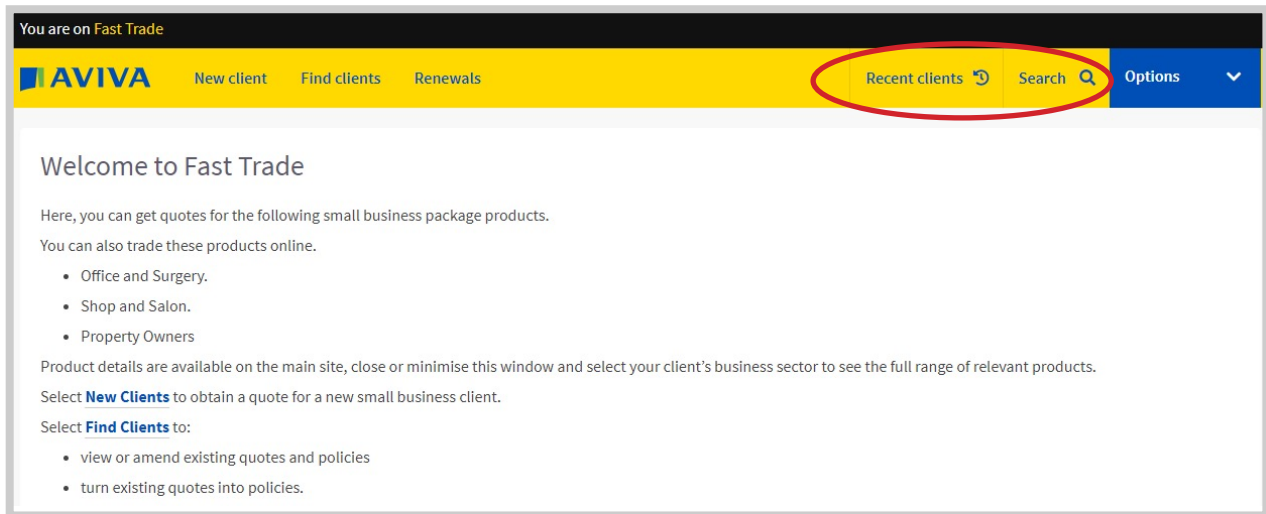 You are on Fast Trade
AVIVA New client Find clients Renewals Recent clients Search Options
Welcome to Fast Trade
Here, you can get quotes for the following small business package products.
You can also trade these products online.
• Office and Surgery.
• Shop and Salon.
• Property Owners
Product details are available on the main site, close or minimise this window and select your client's business sector to see the full range of relevant products.
Select New Clients to obtain a quote for a new small business client.
Select Find Clients to:
• view or amend existing quotes and policies
• turn existing quotes into policies.